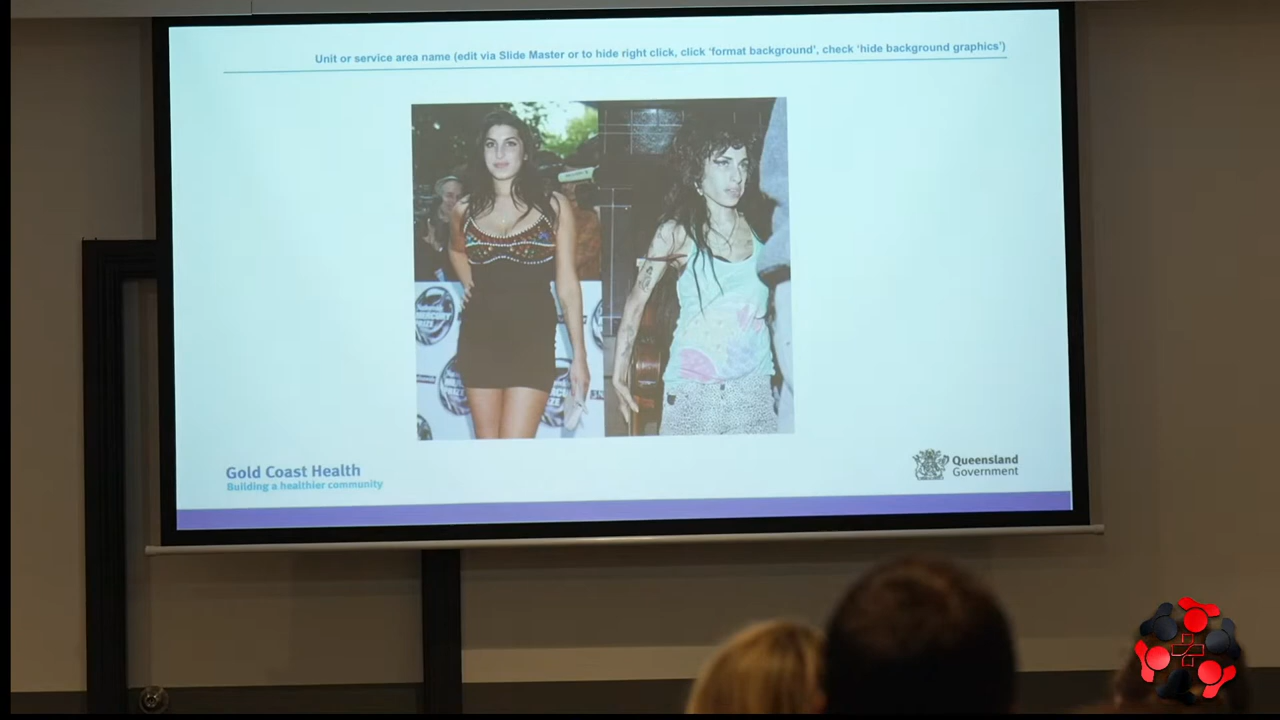 Unit or service area name (edit via Slide Master or to hide right click, click ‘format background’, check ‘hide background graphics’)
Gold Coast Health
Building a healthier community
Queensland
Government